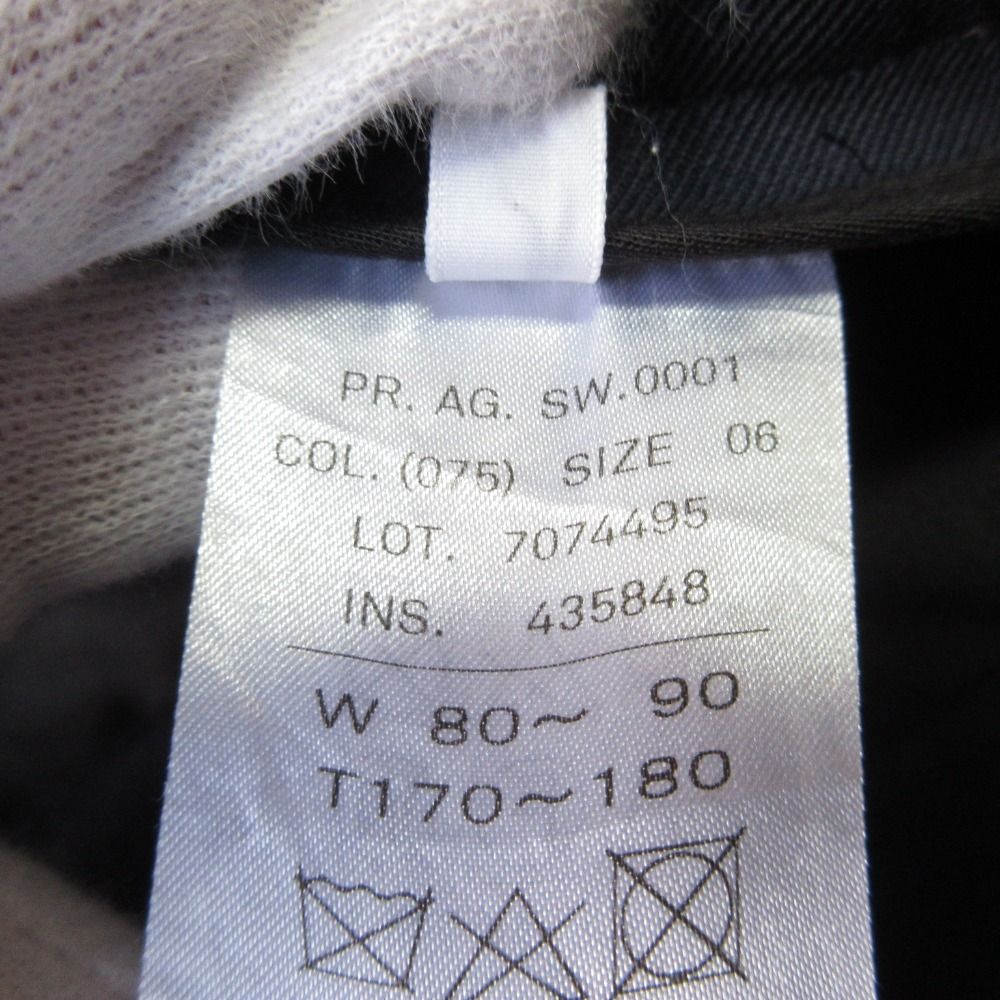 PR. AG. SW.0001
COL. (075) SIZE 06
LOT. 7074495
INS. 435848
W 80~ 90
T170~180